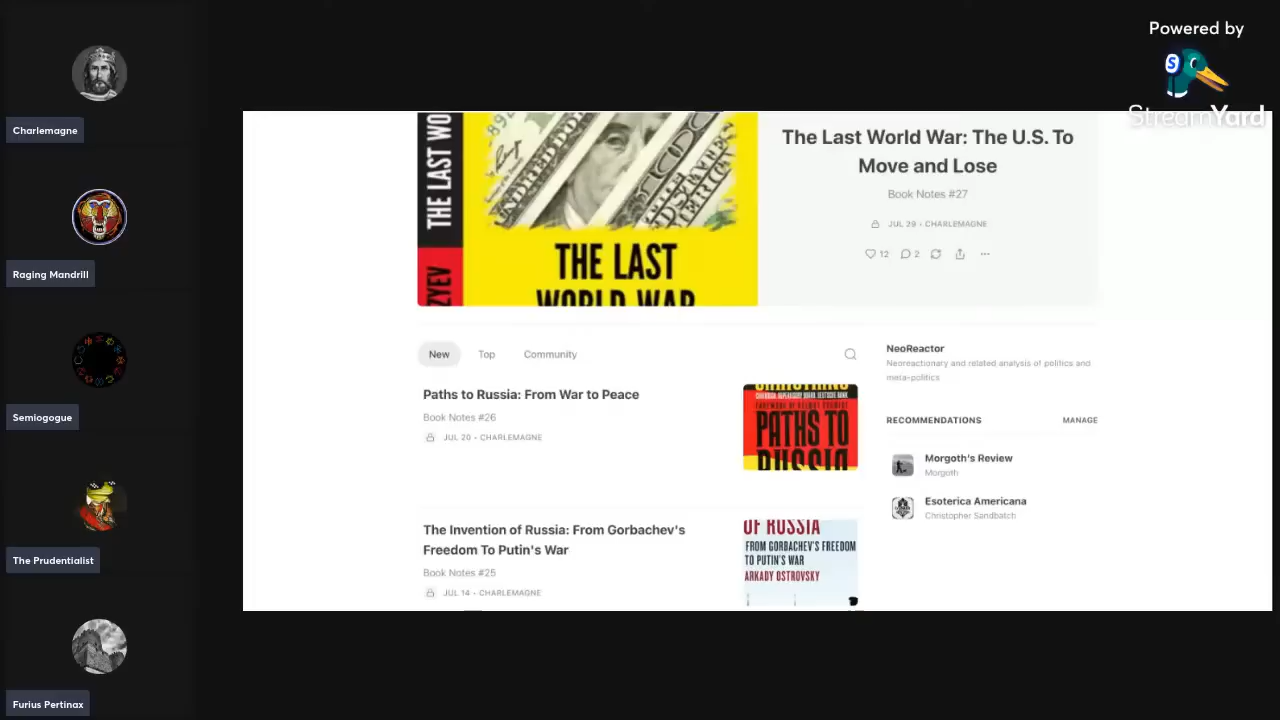 Charlemagne
Raging Mandrill
Semiogogue
The Prudentialist
Furius Pertinax
Powered by
S
StreamYard
THE LAST WO
ZYEV
THE LAST
WORLD WAR
The Last World War: The U.S. To
Move and Lose
Book Notes #27
JUL 29 • CHARLEMAGNE
12
2
New
Top
Community
Paths to Russia: From War to Peace
Book Notes #26
JUL 20 • CHARLEMAGNE
PATHS TO
RUSSIA
The Invention of Russia: From Gorbachev's
Freedom To Putin's War
Book Notes #25
JUL 14 • CHARLEMAGNE
OF RUSSIA
FROM GORBACHEV'S FREEDOM
TO PUTIN'S WAR
ARKADY OSTROVSKY
NeoReactor
Neoreactionary and related analysis of politics and
meta-politics
RECOMMENDATIONS
MANAGE
Morgoth's Review
Morgoth
Esoterica Americana
Christopher Sandbatch